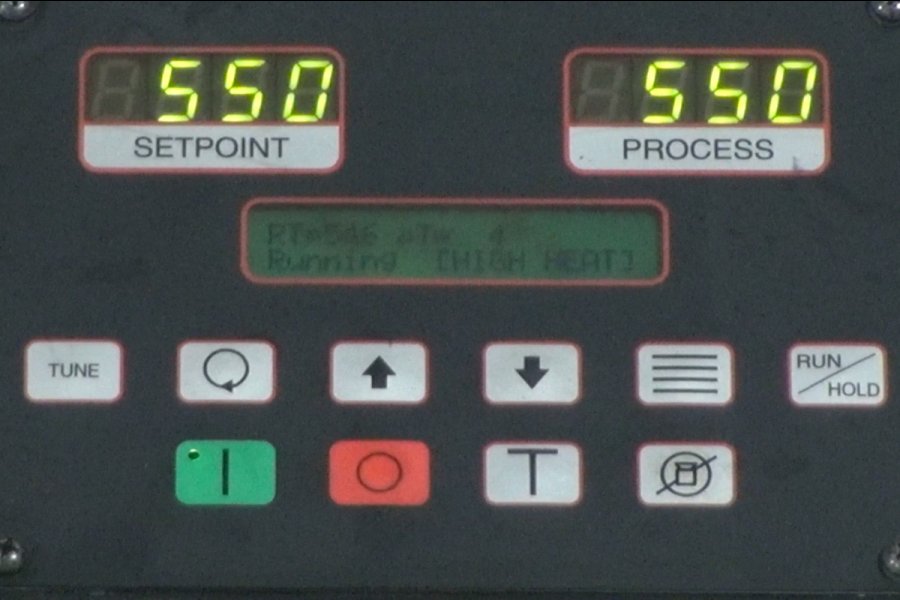 550
SETPOINT
550
PROCESS
Running [HIGH HEAT]
TUNE
RUN
HOLD